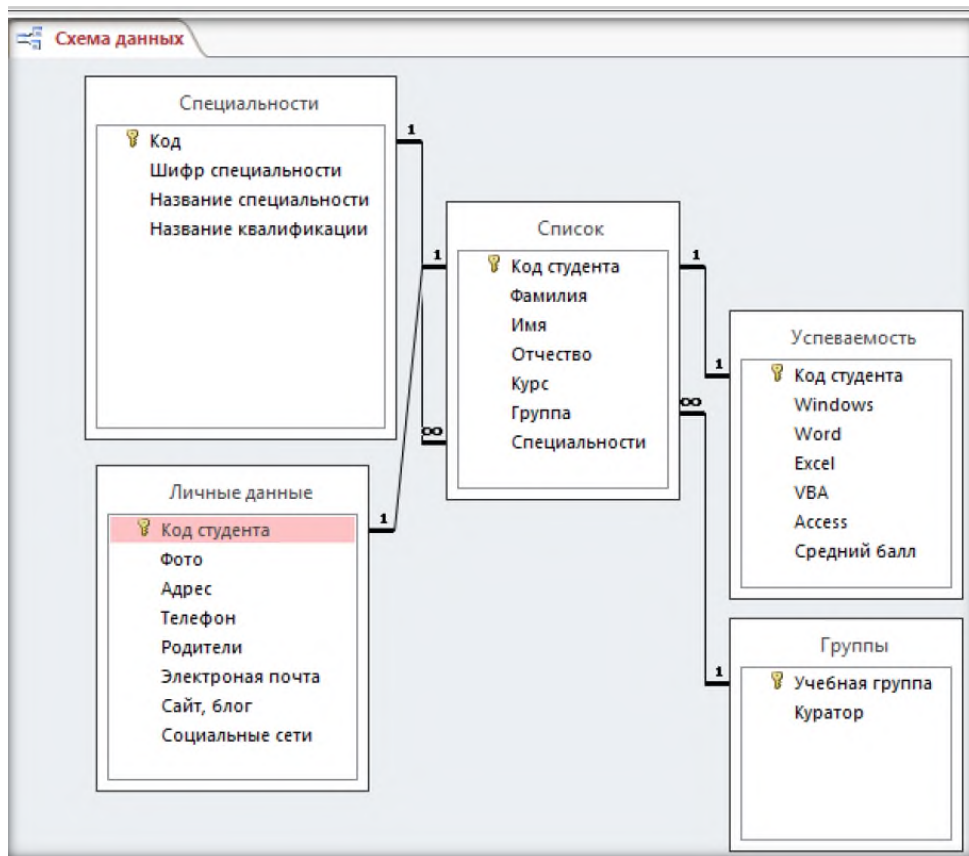 Схема данных
Специальности
Код
Шифр специальности
Название специальности
Название квалификации
1
∞
Личные данные
Код студента
Фото
Адрес
Телефон
Родители
Электроная почта
Сайт, блог
Социальные сети
1
1
Список
Код студента
Фамилия
Имя
Отчество
Курс
Группа
Специальности
1
∞
Успеваемость
Код студента
Windows
Word
Excel
VBA
Access
Средний балл
1
Группы
Учебная группа
Куратор
1